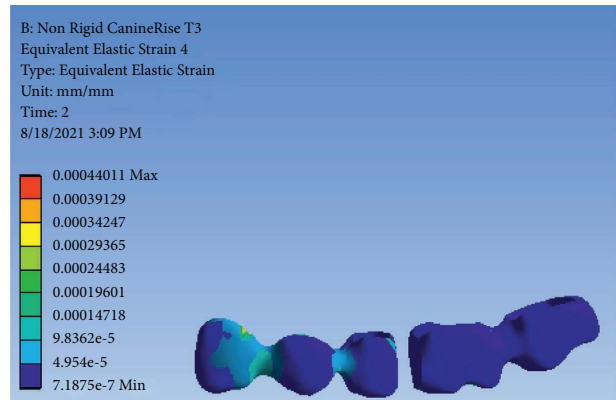 B: Non Rigid CanineRise T3
Equivalent Elastic Strain 4
Type: Equivalent Elastic Strain
Unit: mm/mm
Time: 2
8/18/2021 3:09 PM
0.00044011 Max
0.00039129
0.00034247
0.00029365
0.00024483
0.00019601
0.00014718
9.8362e-5
4.954e-5
7.1875e-7 Min